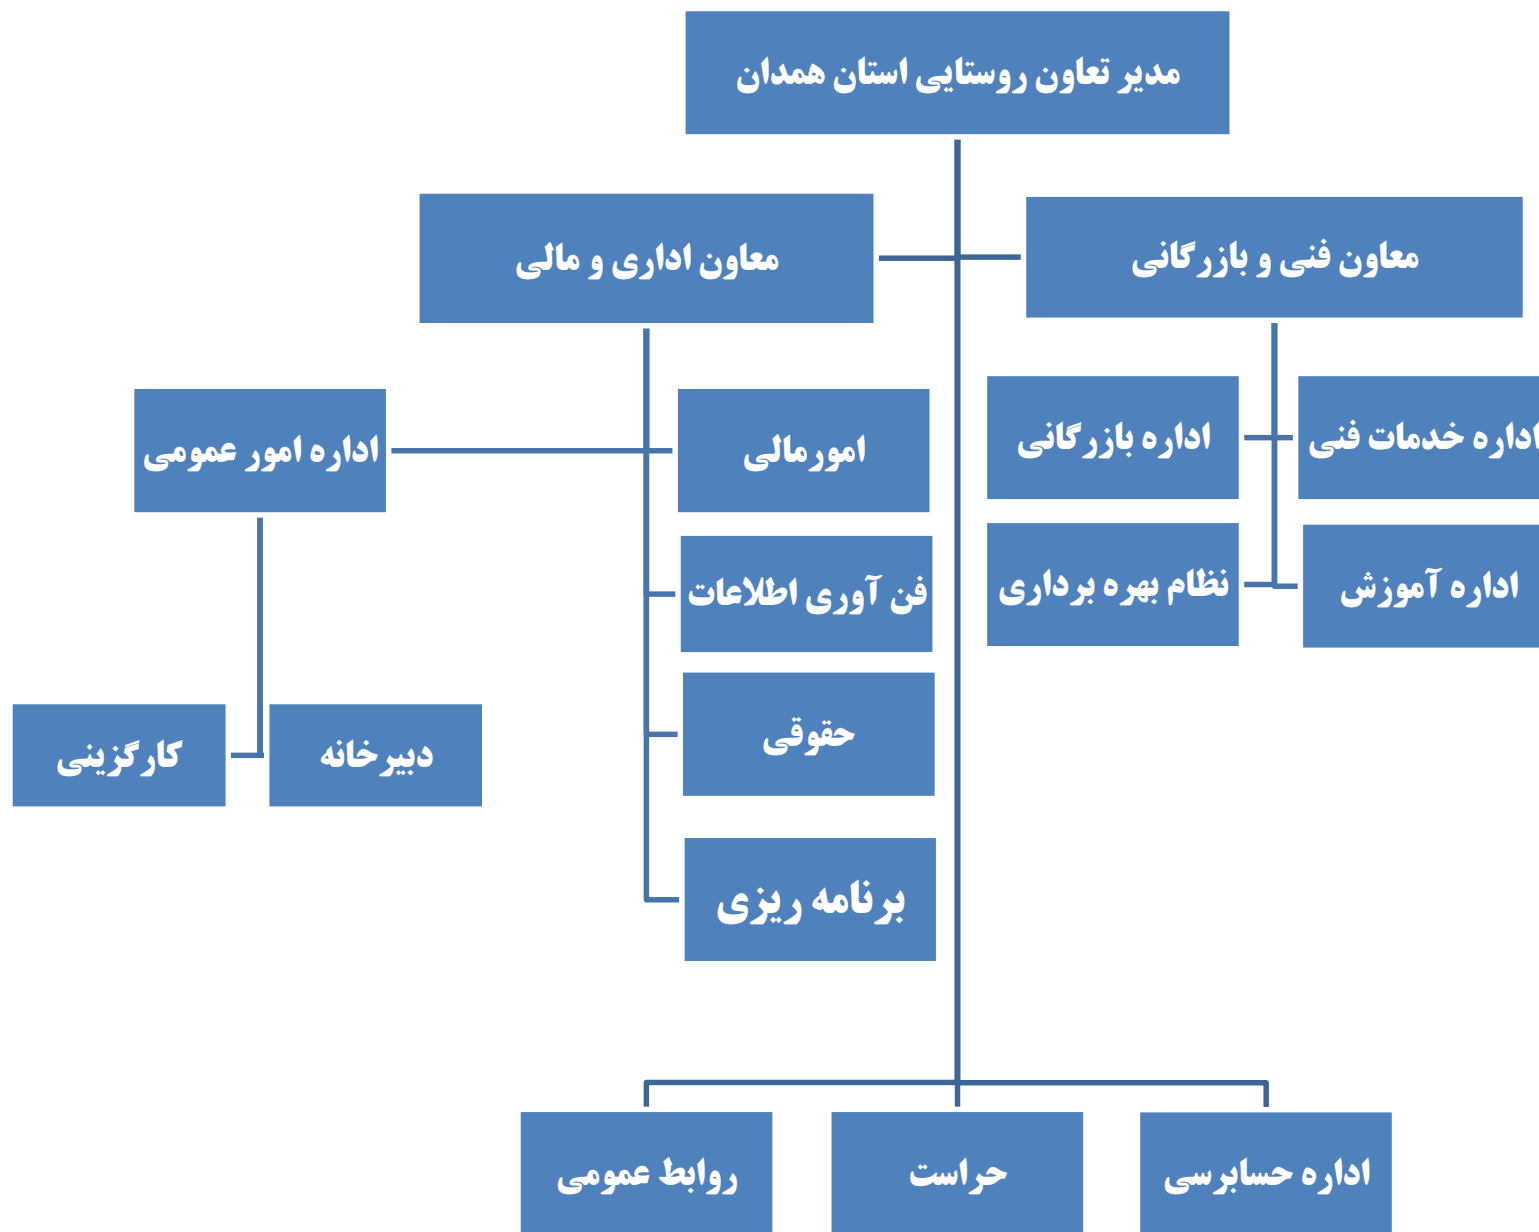 مدیر تعاون روستایی استان همدان
معاون فنی و بازرگانی
معاون اداری و مالی
اداره خدمات فنی
اداره بازرگانی
امورمالی
اداره امور عمومی
اداره آموزش
نظام بهره برداری
فن آوری اطلاعات
حقوقی
دبیرخانه
کارگزینی
برنامه ریزی
اداره حسابرسی
حراست
روابط عمومی